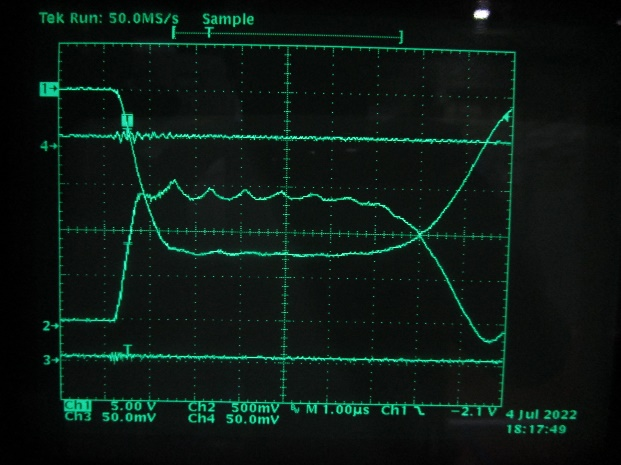 Tek Run: 50.0MS/s Sample
[ T ]
1→
T
4→
2→
T
3→
Ch1 5.00 V Ch2 500mV M 1.00µs Ch1 -2.1 V
Ch3 50.0mV Ch4 50.0mV
4 Jul 2022
18:17:49